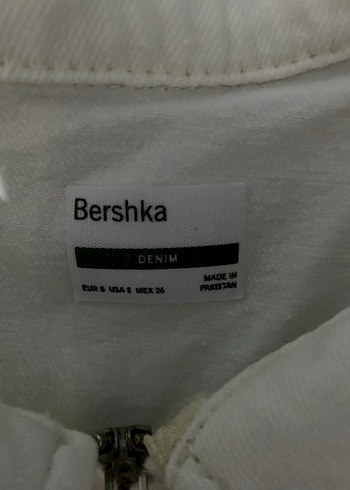 Bershka
DENIM
EUR S USA S MEX 26
MADE IN
PAKISTAN